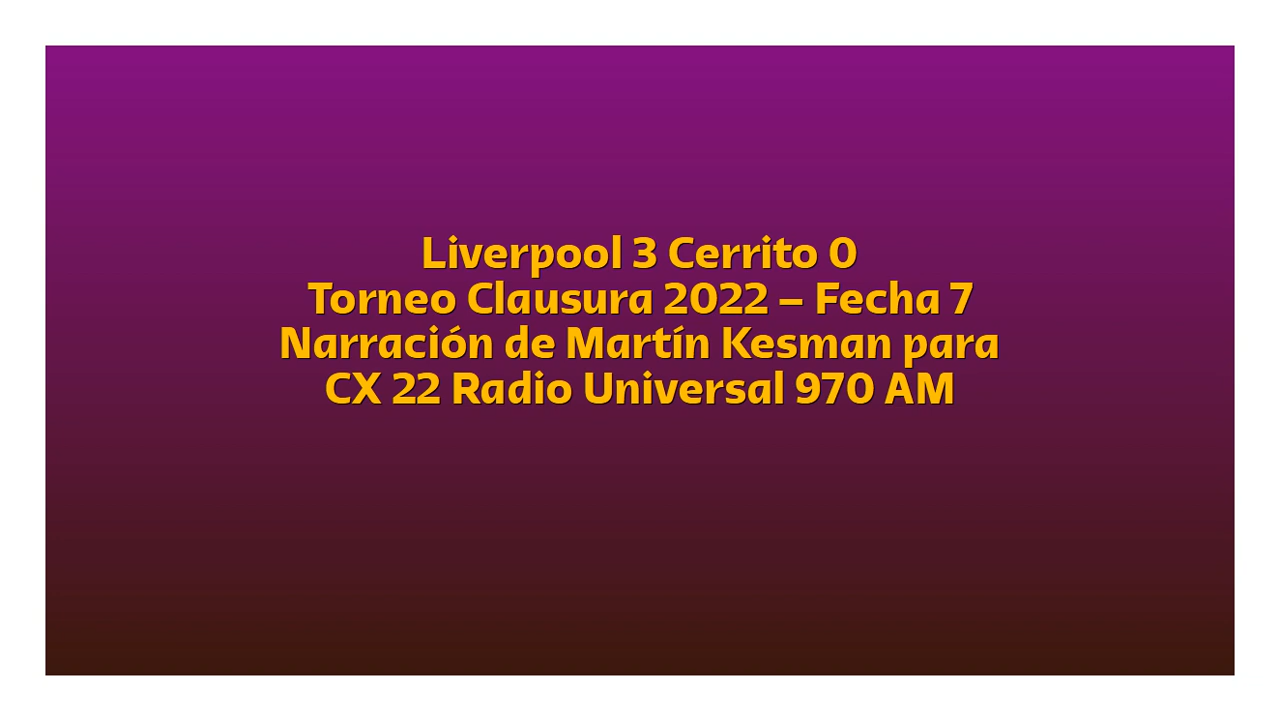 Liverpool 3 Cerrito 0
Torneo Clausura 2022 – Fecha 7
Narración de Martín Kesman para
CX 22 Radio Universal 970 AM